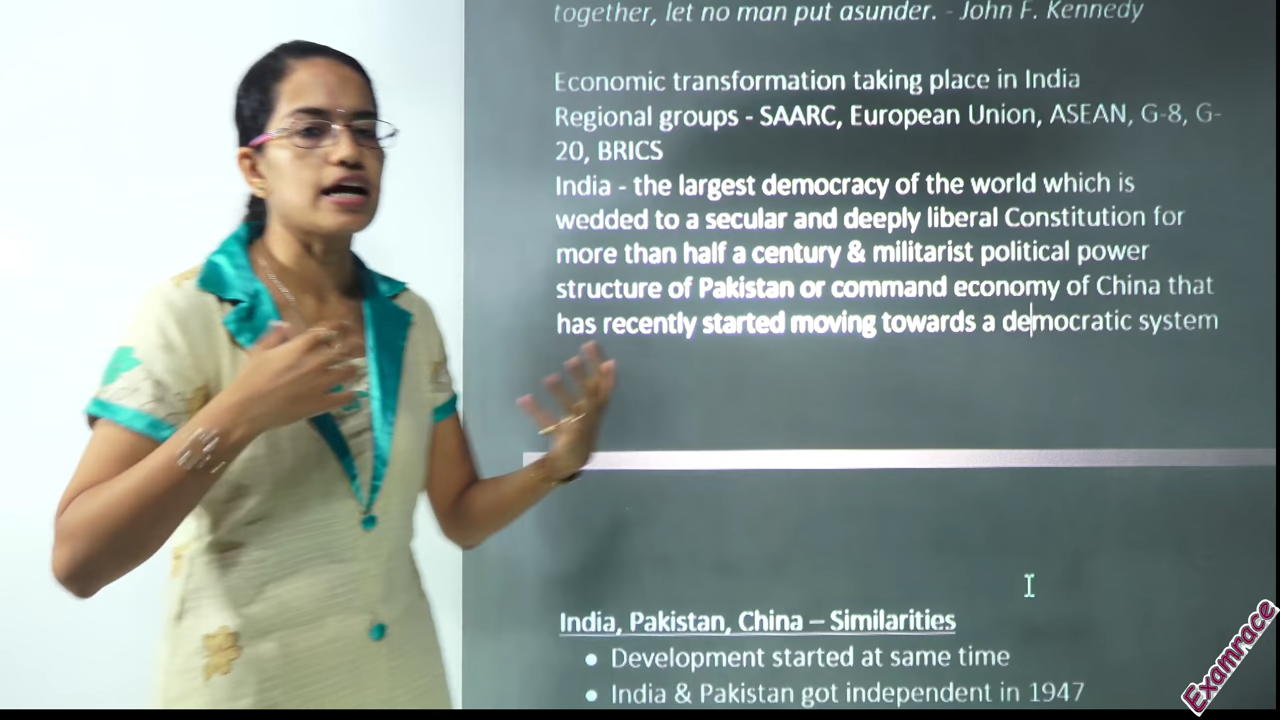 together, let no man put asunder. - John F. Kennedy
Economic transformation taking place in India
Regional groups - SAARC, European Union, ASEAN, G-8, G-
20, BRICS
India - the largest democracy of the world which is
wedded to a secular and deeply liberal Constitution for
more than half a century & militarist political power
structure of Pakistan or command economy of China that
has recently started moving towards a democratic system
India, Pakistan, China – Similarities
• Development started at same time
• India & Pakistan got independent in 1947
Examrace